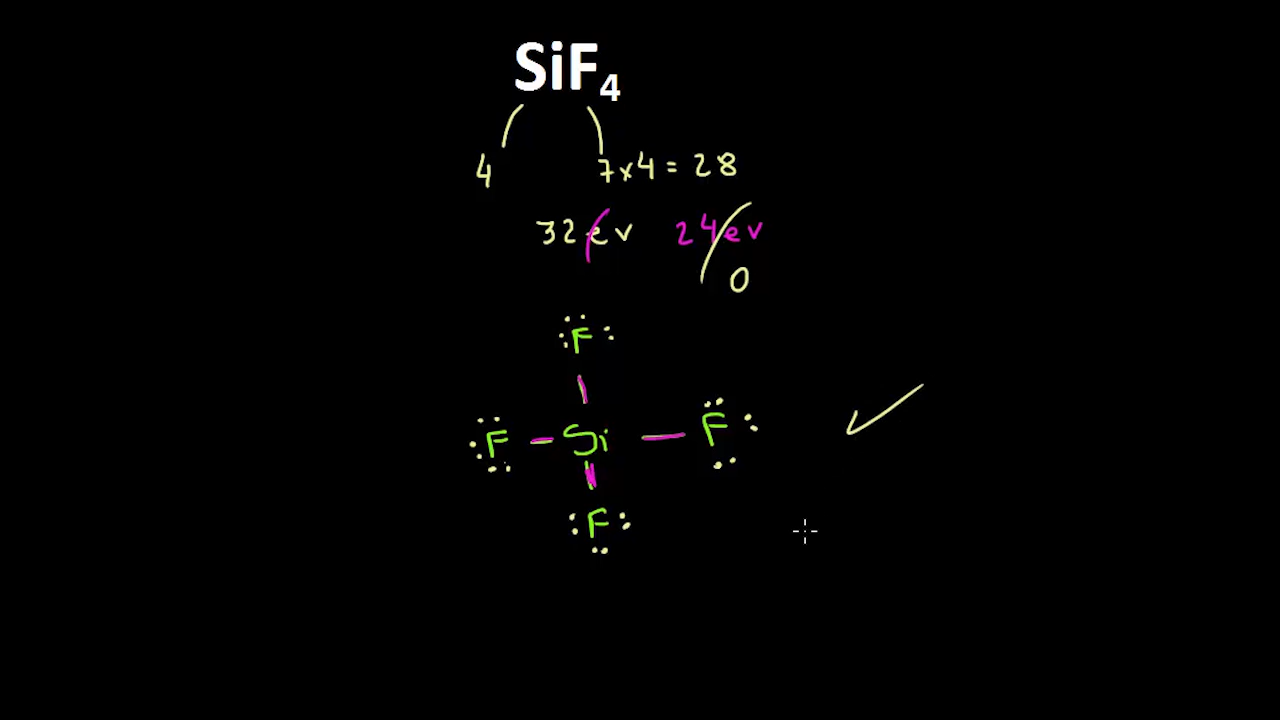 SiF₄
4 7x4 = 28
32 ev 24 ev
0
F
F Si F
F